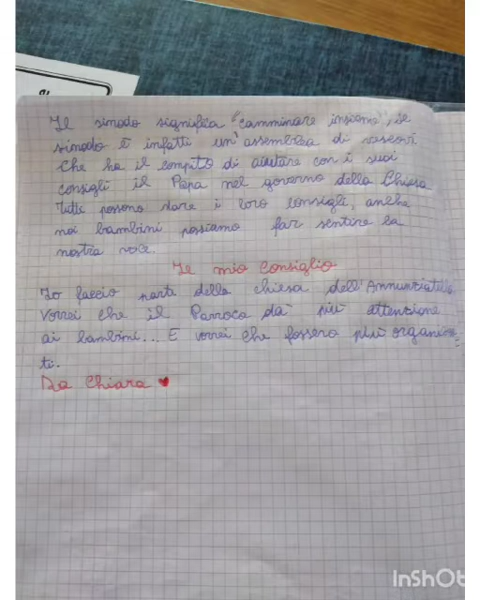 Il sinodo significa "camminare insieme", il
sinodo è infatti un'assemblea di vescovi
che ha il compito di aiutare con i suoi
consigli il Papa nel governo della Chiesa
Tutti possono dare i loro consigli, anche
noi bambini possiamo far sentire la
nostra voce.
Il mio consiglio
Io faccio parte della chiesa dell'Annunziatella
Vorrei che il Parroco dà più attenzione
ai bambini... E vorrei che fossero più organizza
ti.
Da Chiara ♥
InShOt